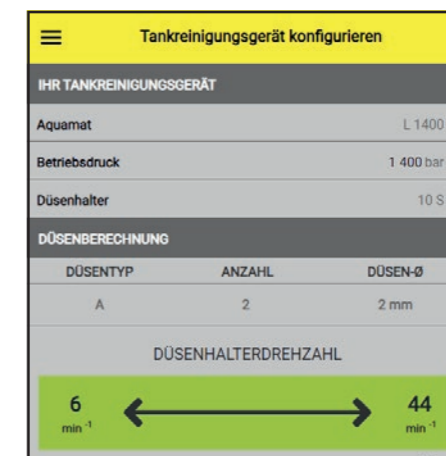 Tankreinigungsgerät konfigurieren
IHR TANKREINIGUNGSGERÄT
Aquamat L 1400
Betriebsdruck 1 400 bar
Düsenhalter 10 S
DÜSENBERECHNUNG
DÜSENTYP ANZAHL DÜSEN-Ø
A 2 2 mm
DÜSENHALTERDREHZAHL
6 44
min -1 min -1